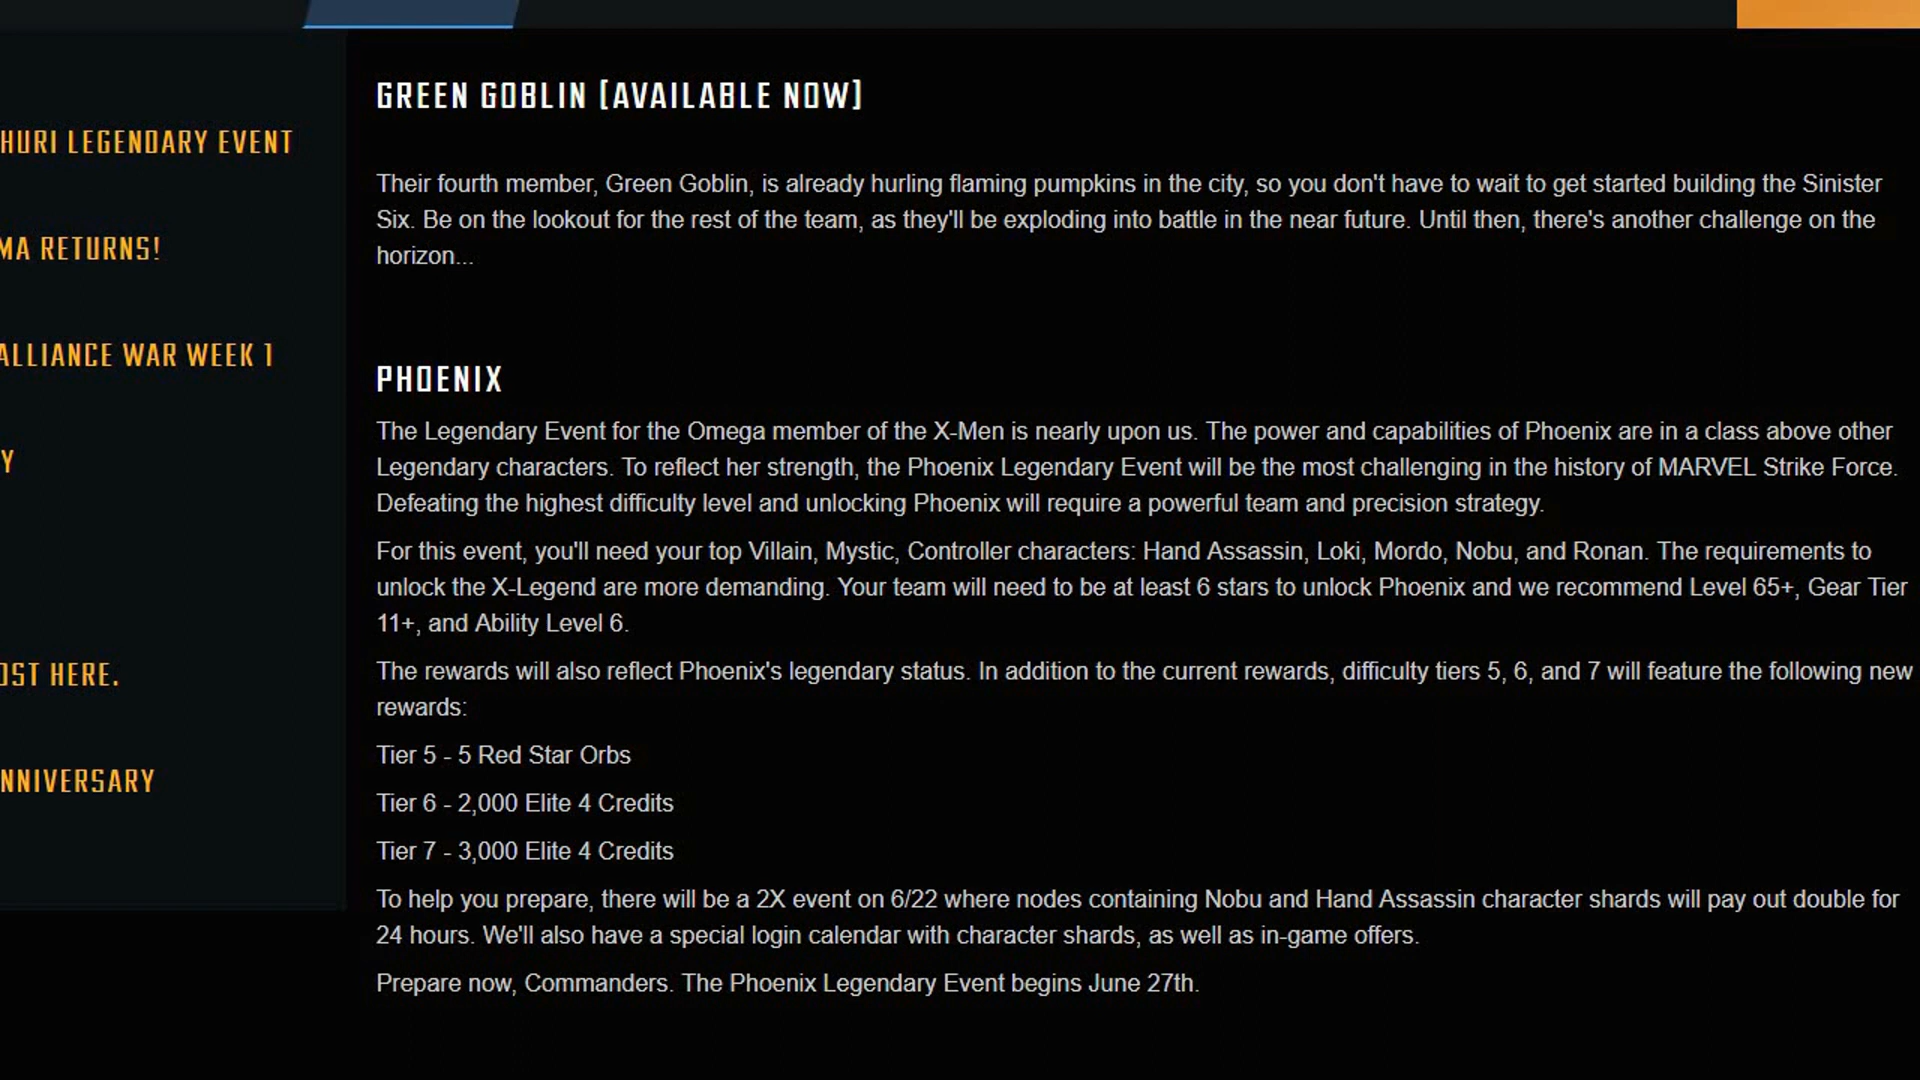 GREEN GOBLIN [AVAILABLE NOW]
HURI LEGENDARY EVENT
Their fourth member, Green Goblin, is already hurling flaming pumpkins in the city, so you don't have to wait to get started building the Sinister
Six. Be on the lookout for the rest of the team, as they'll be exploding into battle in the near future. Until then, there's another challenge on the
horizon...
MA RETURNS!
ALLIANCE WAR WEEK 1
PHOENIX
The Legendary Event for the Omega member of the X-Men is nearly upon us. The power and capabilities of Phoenix are in a class above other
Legendary characters. To reflect her strength, the Phoenix Legendary Event will be the most challenging in the history of MARVEL Strike Force.
Defeating the highest difficulty level and unlocking Phoenix will require a powerful team and precision strategy.
Y
For this event, you'll need your top Villain, Mystic, Controller characters: Hand Assassin, Loki, Mordo, Nobu, and Ronan. The requirements to
unlock the X-Legend are more demanding. Your team will need to be at least 6 stars to unlock Phoenix and we recommend Level 65+, Gear Tier
11+, and Ability Level 6.
The rewards will also reflect Phoenix's legendary status. In addition to the current rewards, difficulty tiers 5, 6, and 7 will feature the following new
rewards:
OST HERE.
Tier 5 - 5 Red Star Orbs
NNIVERSARY
Tier 6 - 2,000 Elite 4 Credits
Tier 7 - 3,000 Elite 4 Credits
To help you prepare, there will be a 2X event on 6/22 where nodes containing Nobu and Hand Assassin character shards will pay out double for
24 hours. We'll also have a special login calendar with character shards, as well as in-game offers.
Prepare now, Commanders. The Phoenix Legendary Event begins June 27th.